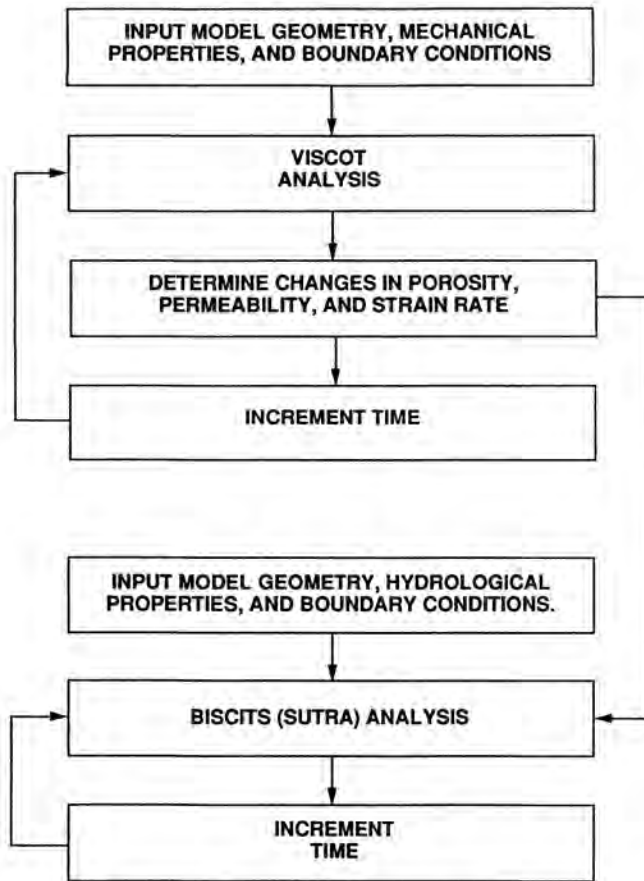 INPUT MODEL GEOMETRY, MECHANICAL
PROPERTIES, AND BOUNDARY CONDITIONS
VISCOT
ANALYSIS
DETERMINE CHANGES IN POROSITY,
PERMEABILITY, AND STRAIN RATE
INCREMENT TIME
INPUT MODEL GEOMETRY, HYDROLOGICAL
PROPERTIES, AND BOUNDARY CONDITIONS.
BISCITS (SUTRA) ANALYSIS
INCREMENT
TIME